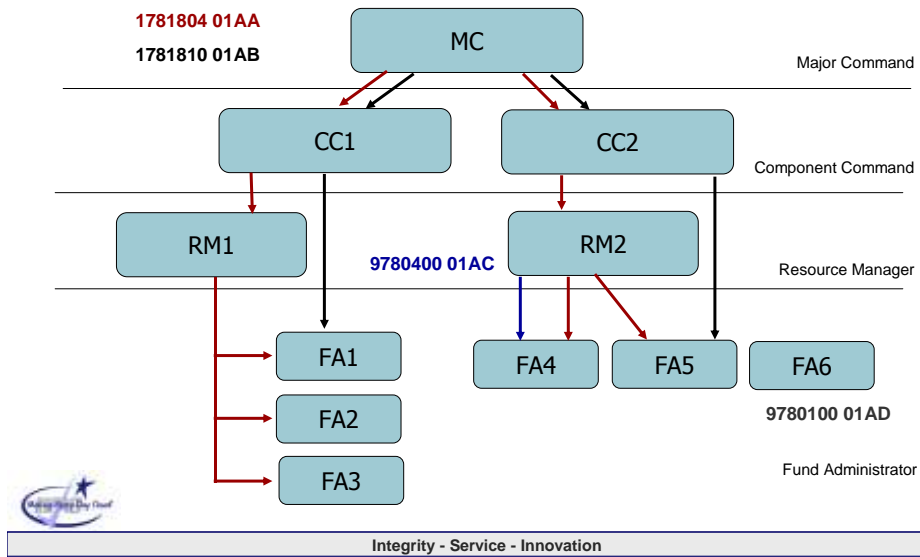 1781804 01AA
MC
1781810 01AB
Major Command
CC1
CC2
Component Command
RM1
RM2
9780400 01AC
Resource Manager
FA1
FA4
FA5
FA6
FA2
9780100 01AD
FA3
Fund Administrator
Integrity - Service - Innovation